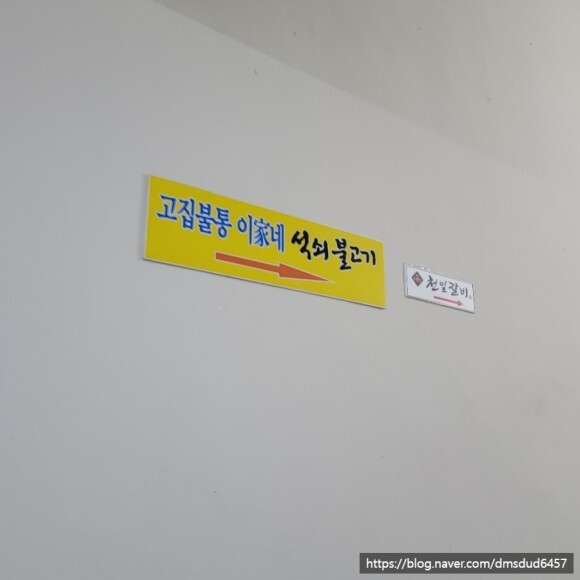 고집불통 이家네 석쇠불고기
천일갈비
https://blog.naver.com/dmsdud6457